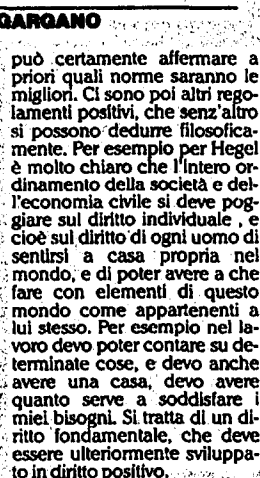 GARGANO
può certamente affermare a
priori quali norme saranno le
migliori. Ci sono poi altri rego-
lamenti positivi, che senz'altro
si possono dedurre filosofica-
mente. Per esempio per Hegel
è molto chiaro che l'intero or-
dinamento della società e del-
l'economia civile si deve pog-
giare sul diritto individuale , e
cioè sul diritto di ogni uomo di
sentirsi a casa propria nel
mondo, e di poter avere a che
fare con elementi di questo
mondo come appartenenti a
lui stesso. Per esempio nel la-
voro devo poter contare su de-
terminate cose, e devo anche
avere una casa, devo avere
quanto serve a soddisfare i
miei bisogni. Si tratta di un di-
ritto fondamentale, che deve
essere ulteriormente sviluppa-
to in diritto positivo.